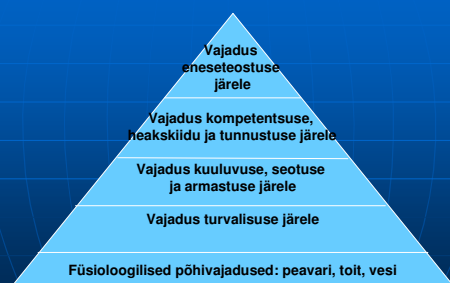 Vajadus
eneseteostuse
järele
Vajadus kompetentsuse,
heakskiidu ja tunnustuse järele
Vajadus kuuluvuse, seotuse
ja armastuse järele
Vajadus turvalisuse järele
Füsioloogilised põhivajadused: peavari, toit, vesi